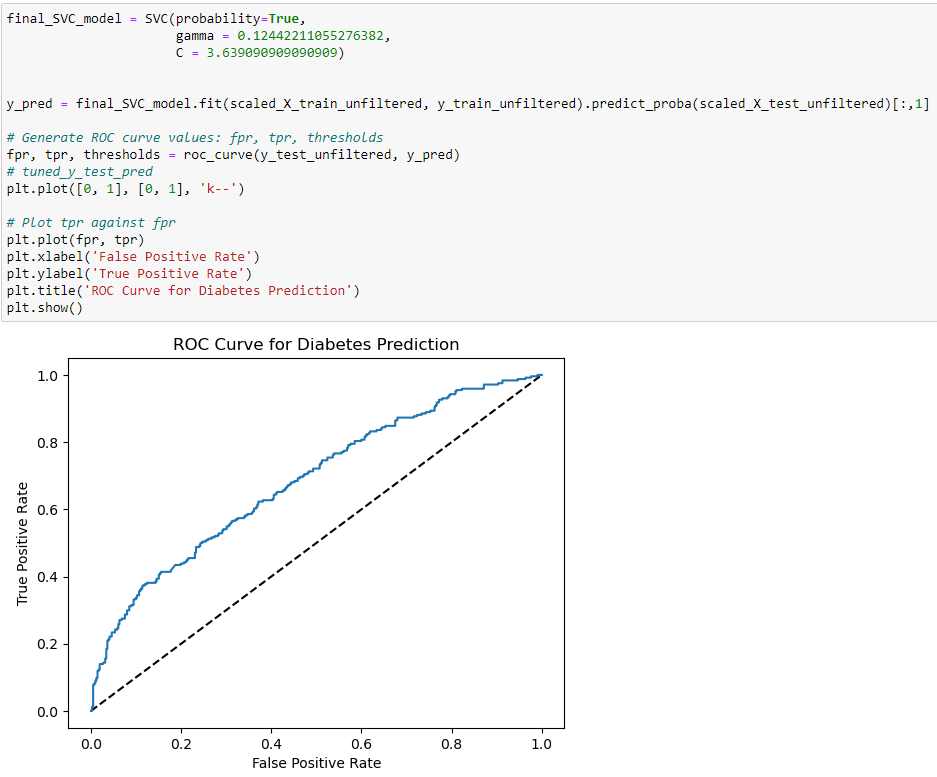 final_SVC_model = SVC(probability=True,
gamma = 0.12442211055276382,
C = 3.639090909090909)
y_pred = final_SVC_model.fit(scaled_X_train_unfiltered, y_train_unfiltered).predict_proba(scaled_X_test_unfiltered)[:,1]
# Generate ROC curve values: fpr, tpr, thresholds
fpr, tpr, thresholds = roc_curve(y_test_unfiltered, y_pred)
# tuned_y_test_pred
plt.plot([0, 1], [0, 1], 'k--')
# Plot tpr against fpr
plt.plot(fpr, tpr)
plt.xlabel('False Positive Rate')
plt.ylabel('True Positive Rate')
plt.title('ROC Curve for Diabetes Prediction')
plt.show()
ROC Curve for Diabetes Prediction
1.0
0.8
0.6
0.4
0.2
0.0
True Positive Rate
0.0 0.2 0.4 0.6 0.8 1.0
False Positive Rate